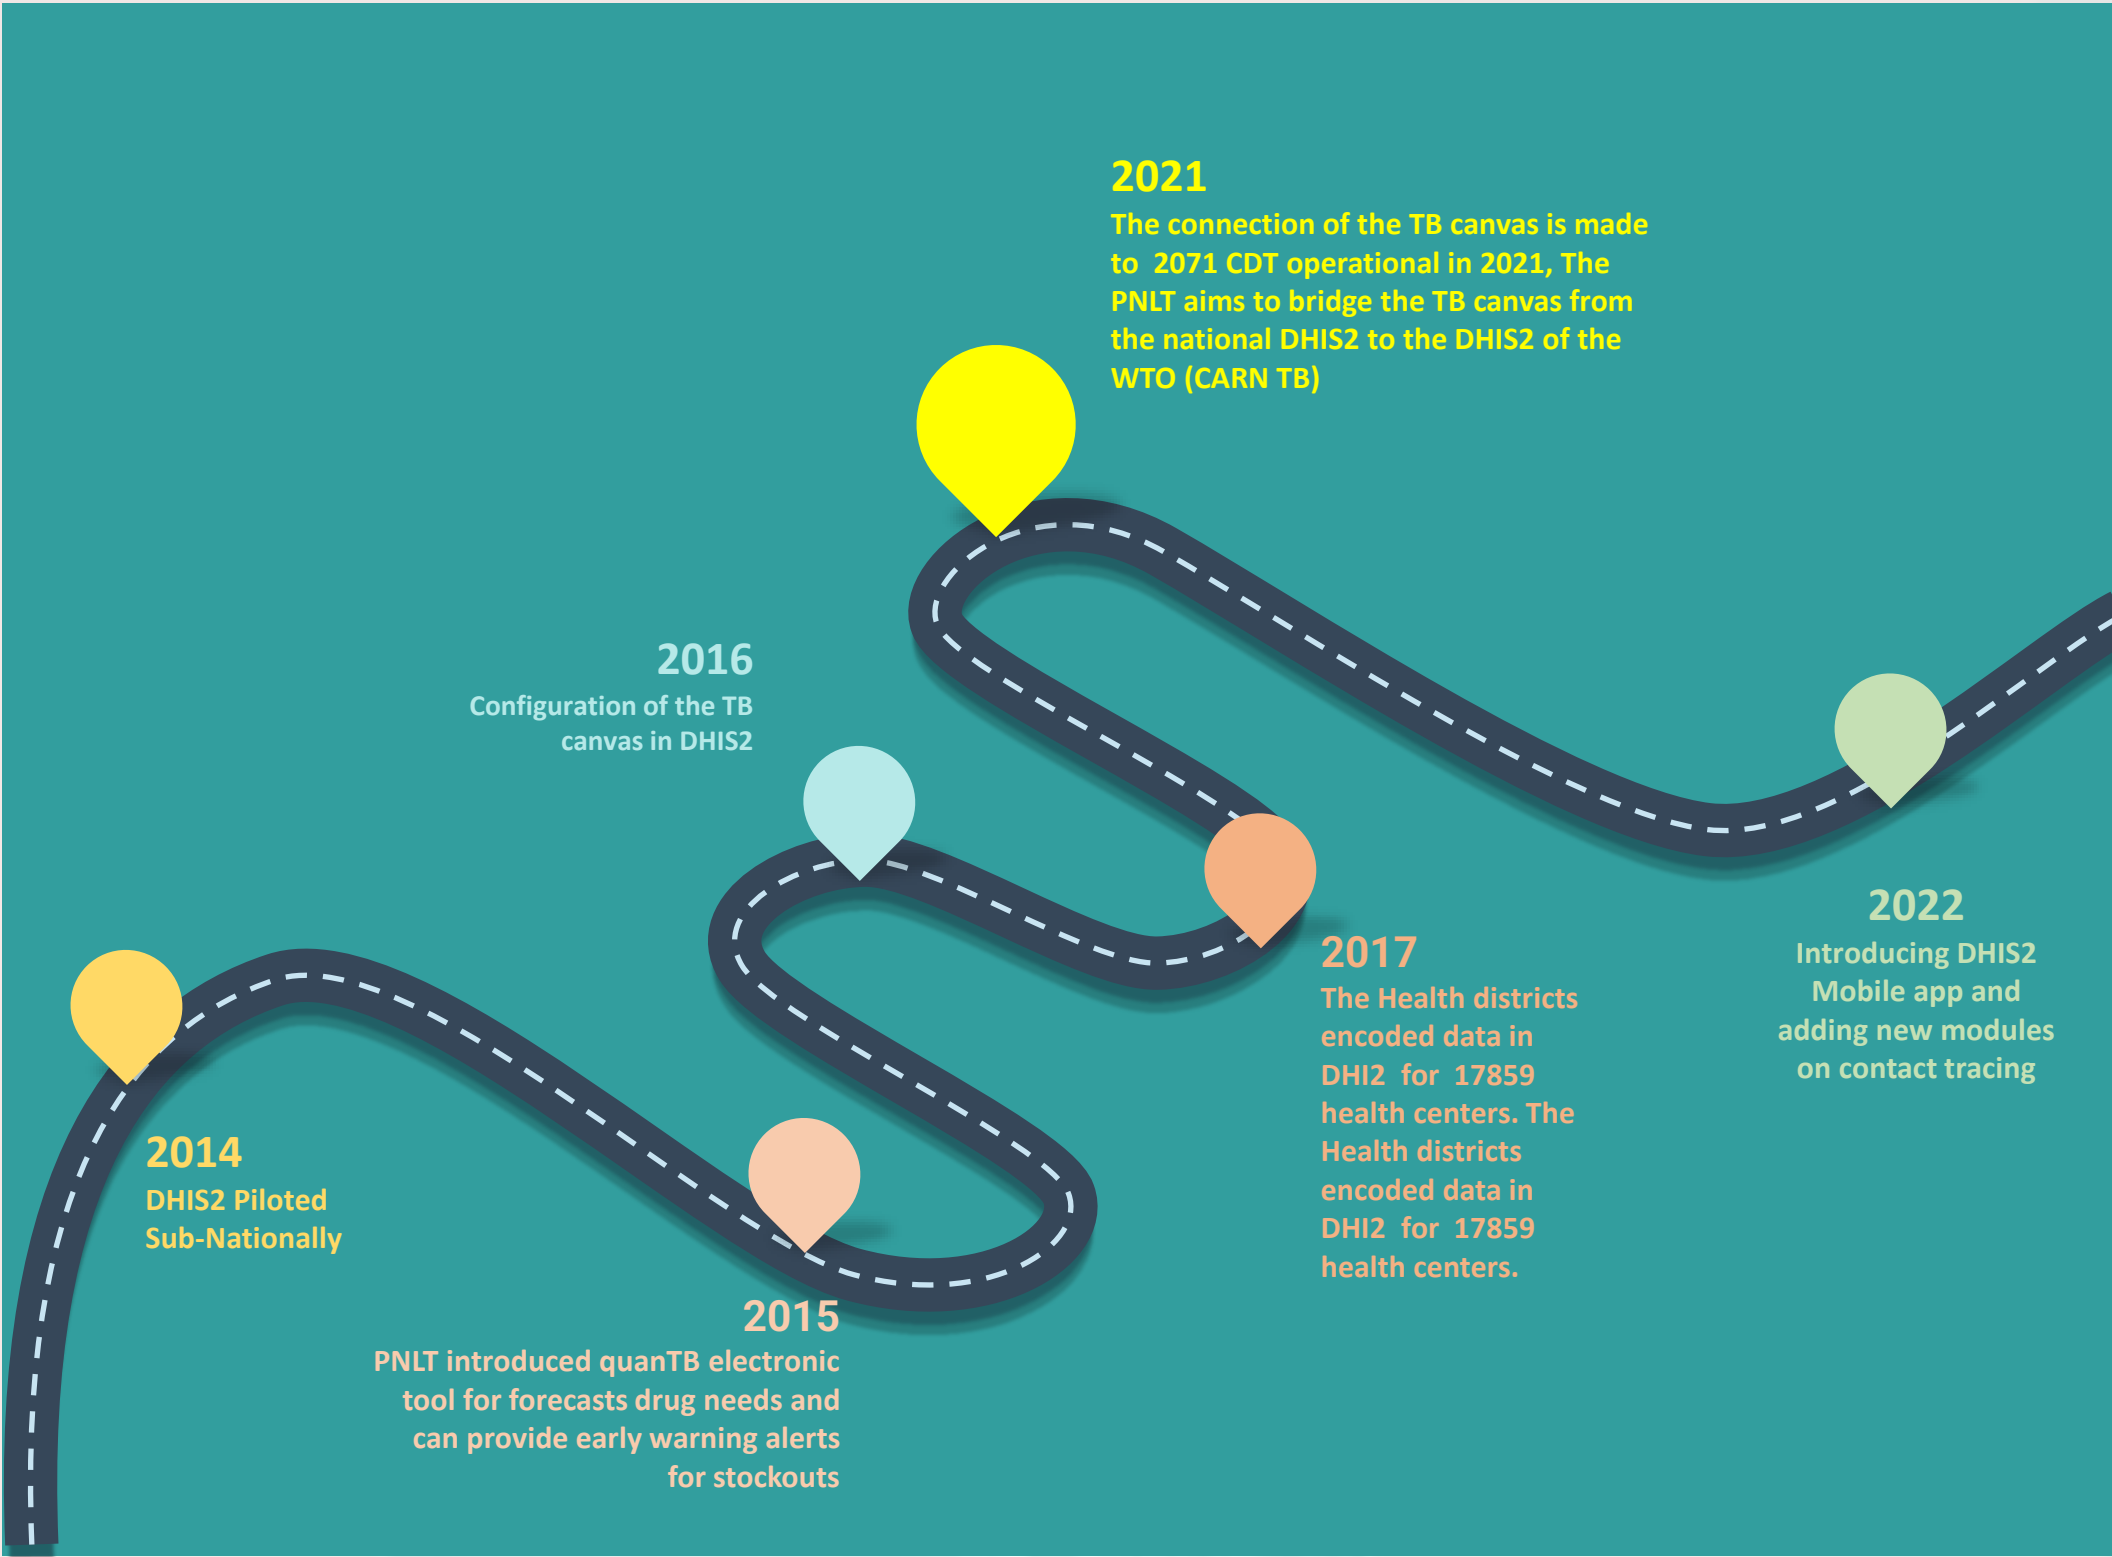 2021
The connection of the TB canvas is made
to 2071 CDT operational in 2021, The
PNLT aims to bridge the TB canvas from
the national DHIS2 to the DHIS2 of the
WTO (CARN TB)
2016
Configuration of the TB
canvas in DHIS2
2022
Introducing DHIS2
Mobile app and
adding new modules
on contact tracing
2017
The Health districts
encoded data in
DHI2 for 17859
health centers. The
Health districts
encoded data in
DHI2 for 17859
health centers.
2014
DHIS2 Piloted
Sub-Nationally
2015
PNLT introduced quanTB electronic
tool for forecasts drug needs and
can provide early warning alerts
for stockouts